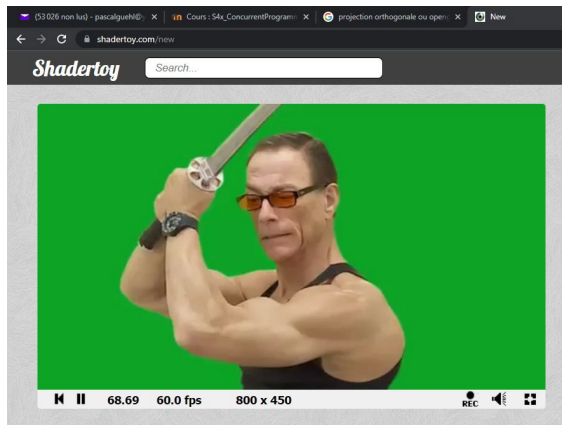 (53 026 non lus) - pascalguehl@
Cours : S4x_ConcurrentProgramm
projection orthogonale ou openg
New
shadertoy.com/new
Shadertoy
Search...
68.69 60.0 fps 800 x 450
REC